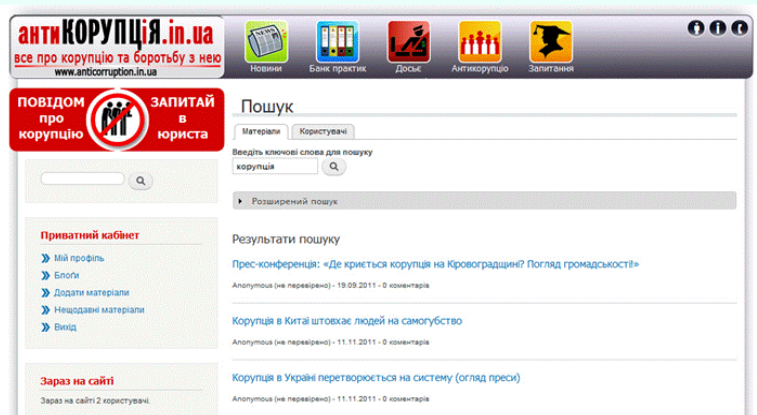 антиКОРУПЦіЯ.in.ua
все про корупцію та боротьбу з нею
www.anticorruption.in.ua
Новини
Банк практик
Досьє
Антикорупціо
Запитання
ПОВІДОМ
про
корупцію
ЗАПИТАЙ
в
юриста
Пошук
Матеріали
Користувачі
Введіть ключові слова для пошуку
корупція
Розширений пошук
Приватний кабінет
Мій профіль
Блоги
Додати матеріали
Нещодавні матеріали
Вихід
Зараз на сайті
Зараз на сайті 2 користувачі.
Результати пошуку
Прес-конференція: «Де криється корупція на Кіровоградщині? Погляд громадськості!»
Anonymous (не перевірено) - 19.09.2011 - 0 коментарів
Корупція в Китаї штовхає людей на самогубство
Anonymous (не перевірено) - 11.11.2011 - 0 коментарів
Корупція в Україні перетворюється на систему (огляд преси)
Anonymous (не перевірено) - 11.11.2011 - 0 коментарів